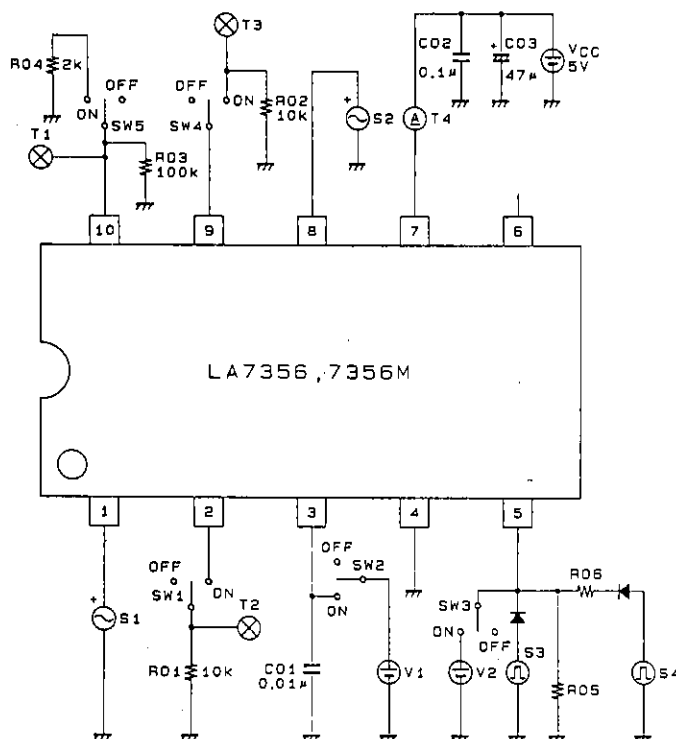 T3
C02
0.1μ
C03
47μ
VCC
5V
R04
2k
OFF
ON
SW5
OFF
ON
SW4
R02
10k
+
S2
A
T4
T1
R03
100k
10
9
8
7
6
LA7356, 7356M
1
2
3
4
5
+
S1
OFF
SW1
ON
T2
R01
10k
OFF
SW2
ON
C01
0.01μ
V1
SW3
ON
OFF
V2
S3
R05
R06
S4